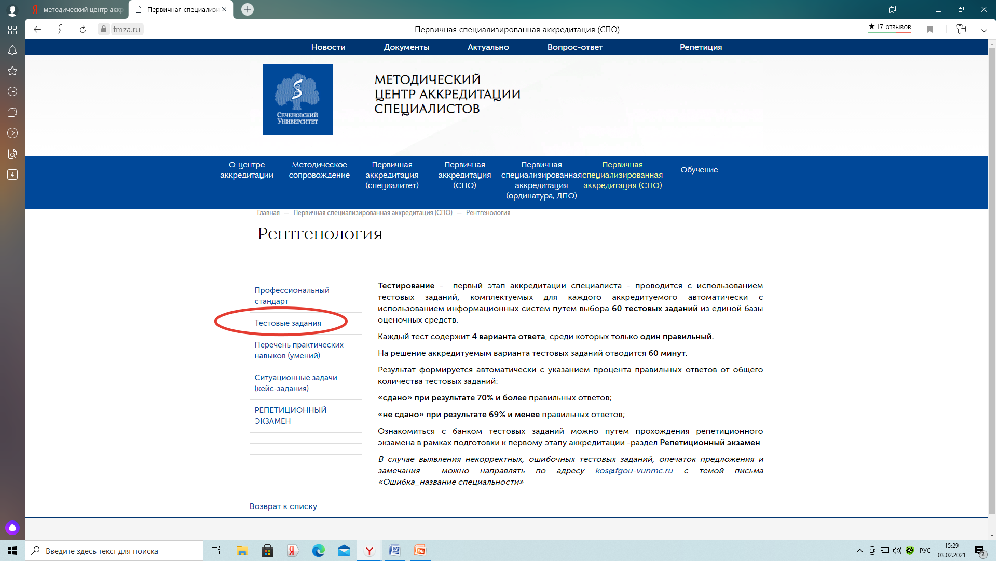 методический центр аккр
Первичная специализи
fmza.ru
Первичная специализированная аккредитация (СПО)
★17 отзывов
Новости
Документы
Актуально
Вопрос-ответ
Репетиция
СЕЧЕНОВСКИЙ
УНИВЕРСИТЕТ
МЕТОДИЧЕСКИЙ
ЦЕНТР АККРЕДИТАЦИИ
СПЕЦИАЛИСТОВ
О центре
аккредитации
Методическое
сопровождение
Первичная
аккредитация
(специалитет)
Первичная
аккредитация
(СПО)
Первичная
специализированная
аккредитация
(ординатура, ДПО)
Первичная
специализированная
аккредитация (СПО)
Обучение
Главная — Первичная специализированная аккредитация (СПО) — Рентгенология
Рентгенология
Профессиональный
стандарт
Тестовые задания
Перечень практических
навыков (умений)
Ситуационные задачи
(кейс-задания)
РЕПЕТИЦИОННЫЙ
ЭКЗАМЕН
Тестирование - первый этап аккредитации специалиста - проводится с использованием
тестовых заданий, комплектуемых для каждого аккредитуемого автоматически с
использованием информационных систем путем выбора 60 тестовых заданий из единой базы
оценочных средств.
Каждый тест содержит 4 варианта ответа, среди которых только один правильный.
На решение аккредитуемым варианта тестовых заданий отводится 60 минут.
Результат формируется автоматически с указанием процента правильных ответов от общего
количества тестовых заданий:
«сдано» при результате 70% и более правильных ответов;
«не сдано» при результате 69% и менее правильных ответов;
Ознакомиться с банком тестовых заданий можно путем прохождения репетиционного
экзамена в рамках подготовки к первому этапу аккредитации -раздел Репетиционный экзамен
В случае выявления некорректных, ошибочных тестовых заданий, опечаток предложения и
замечания можно направлять по адресу kos@fgou-vunmc.ru с темой письма
«Ошибка_название специальности»
Возврат к списку
4
Введите здесь текст для поиска
РУС
15:29
03.02.2021
2